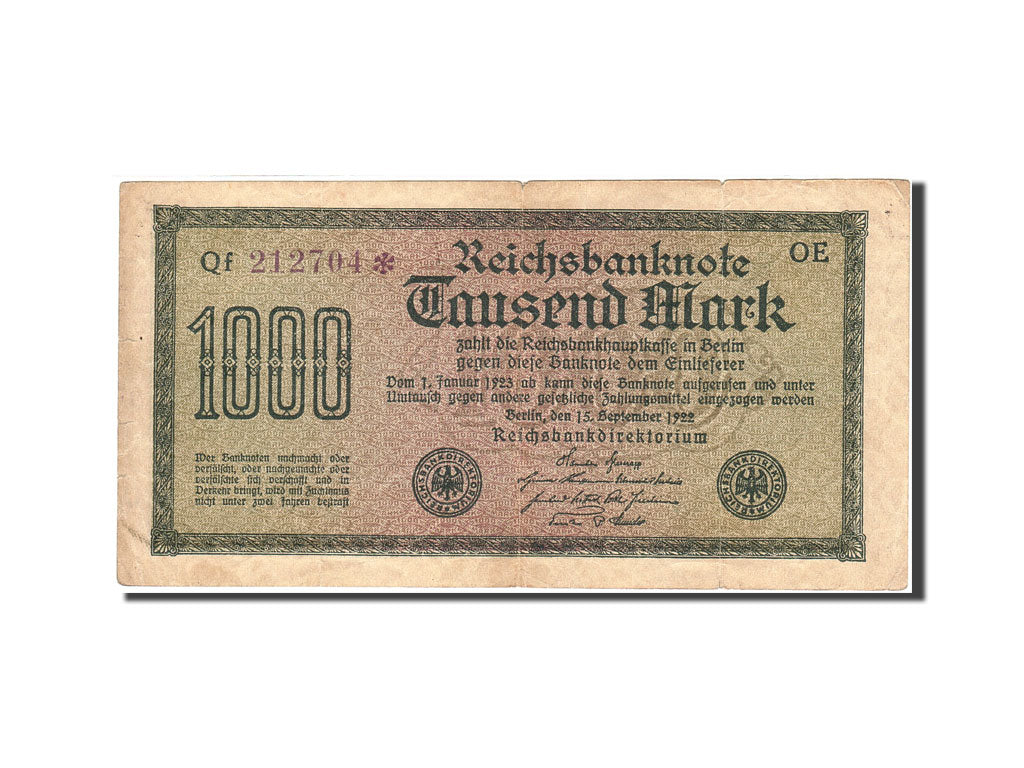 Qf 212704 *
OE
Reichsbanknote
Tausend Mark
1000
zahlt die Reichsbankhauptkasse in Berlin
gegen diese Banknote dem Einlieferer
Vom 1. Januar 1923 ab kann diese Banknote aufgerufen und unter
Umtausch gegen andere gesetzliche Zahlungsmittel eingezogen werden
Berlin, den 15. September 1922
Reichsbankdirektorium
Wer Banknoten nachmacht oder
verfälscht, oder nachgemachte oder
verfälschte sich verschafft und in
Verkehr bringt, wird mit Zuchthaus
nicht unter zwei Jahren bestraft
REICHSBANKDIREKTORIUM
REICHSBANKDIREKTORIUM